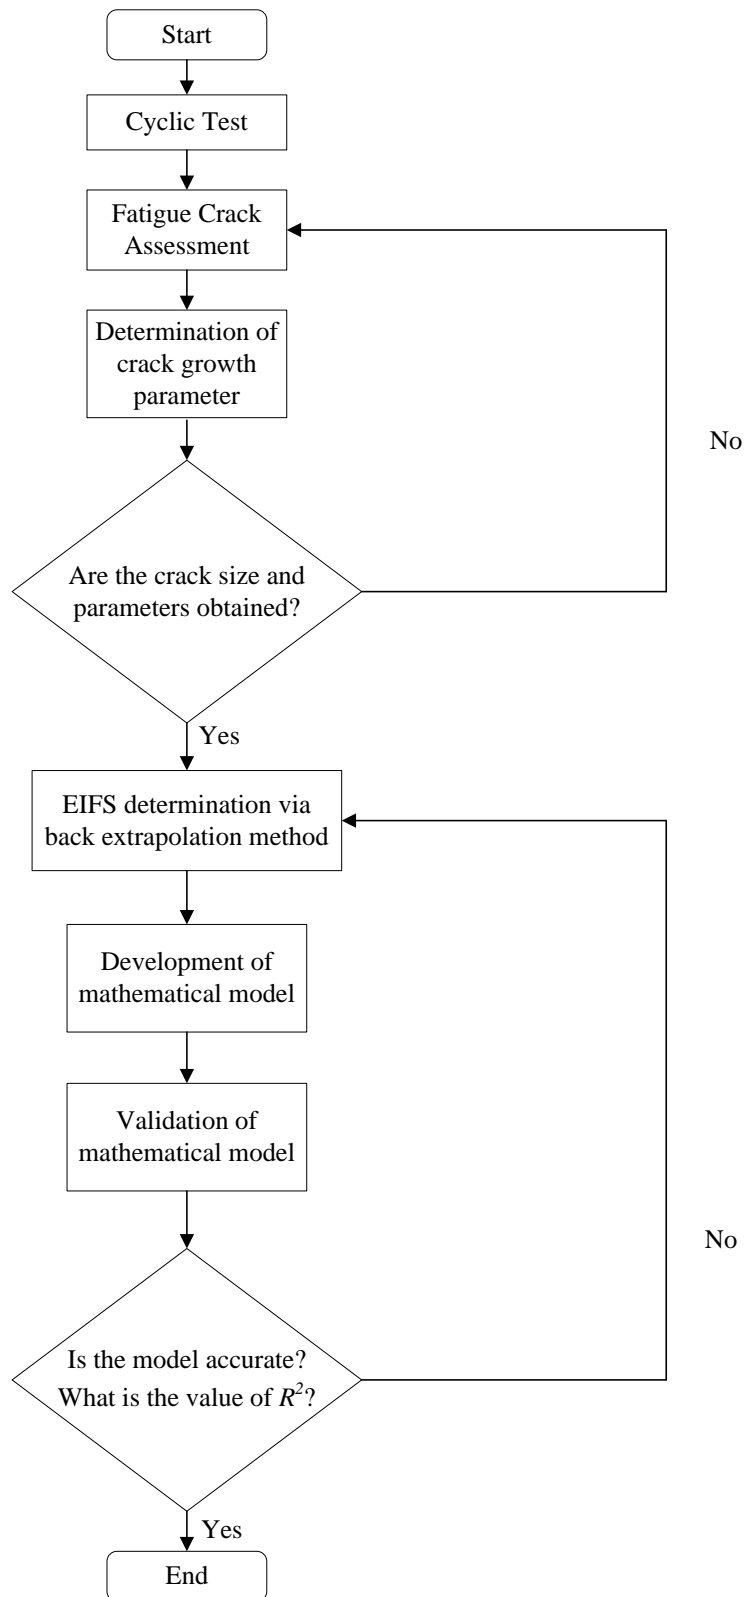 Start
Cyclic Test
Fatigue Crack
Assessment
Determination of
crack growth
parameter
No
Are the crack size and
parameters obtained?
Yes
EIFS determination via
back extrapolation method
Development of
mathematical model
Validation of
mathematical model
No
Is the model accurate?
What is the value of R²?
Yes
End